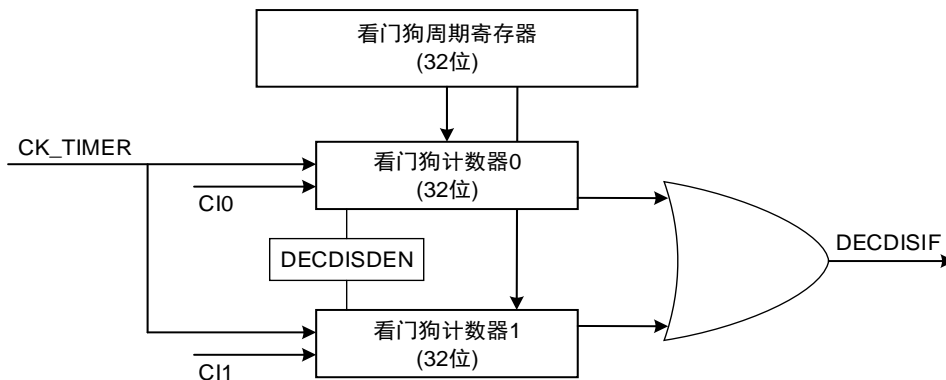 看门狗周期寄存器
(32位)
CK_TIMER
看门狗计数器0
(32位)
CI0
DECDISDEN
DECDISIF
看门狗计数器1
(32位)
CI1